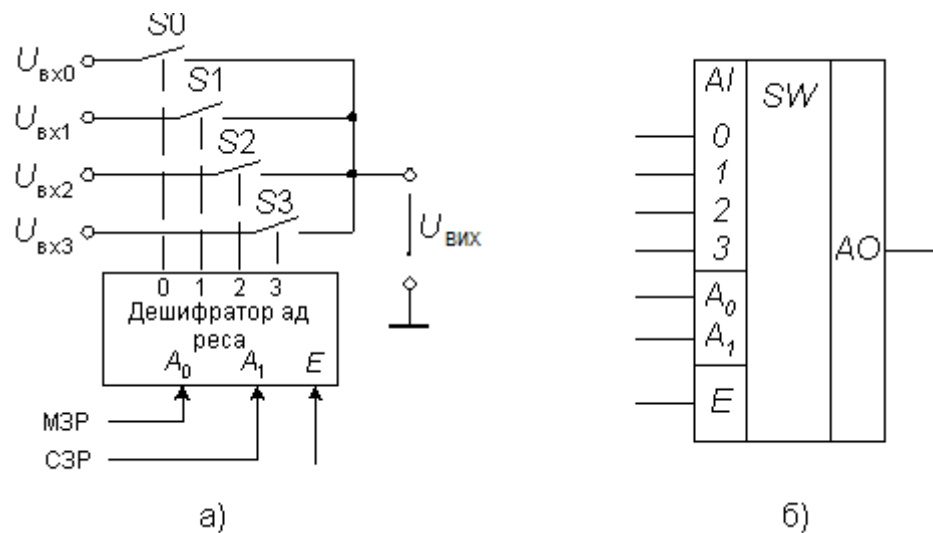 S0
Uвх0
S1
Uвх1
S2
Uвх2
S3
Uвх3
Uвих
0 1 2 3
Дешифратор ад
реса
A0 A1 E
МЗР
СЗР
а)
AI SW
0
1
2
3
AO
A0
A1
E
б)